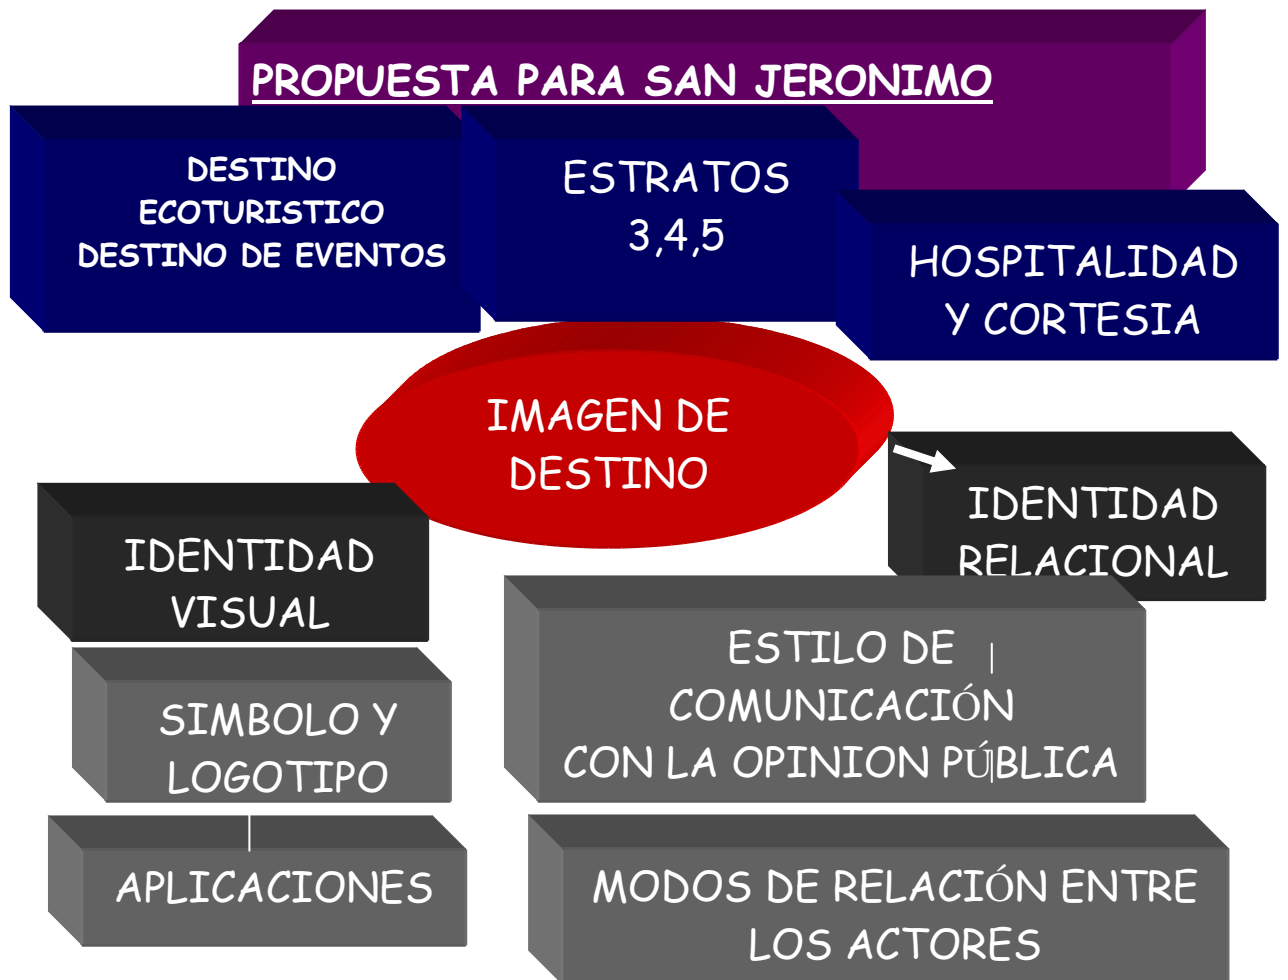 PROPUESTA PARA SAN JERONIMO
DESTINO
ECOTURISTICO
DESTINO DE EVENTOS
ESTRATOS
3,4,5
HOSPITALIDAD
Y CORTESIA
IMAGEN DE
DESTINO
IDENTIDAD
VISUAL
SIMBOLO Y
LOGOTIPO
APLICACIONES
IDENTIDAD
RELACIONAL
ESTILO DE
COMUNICACIÓN
CON LA OPINION PÚBLICA
MODOS DE RELACIÓN ENTRE
LOS ACTORES